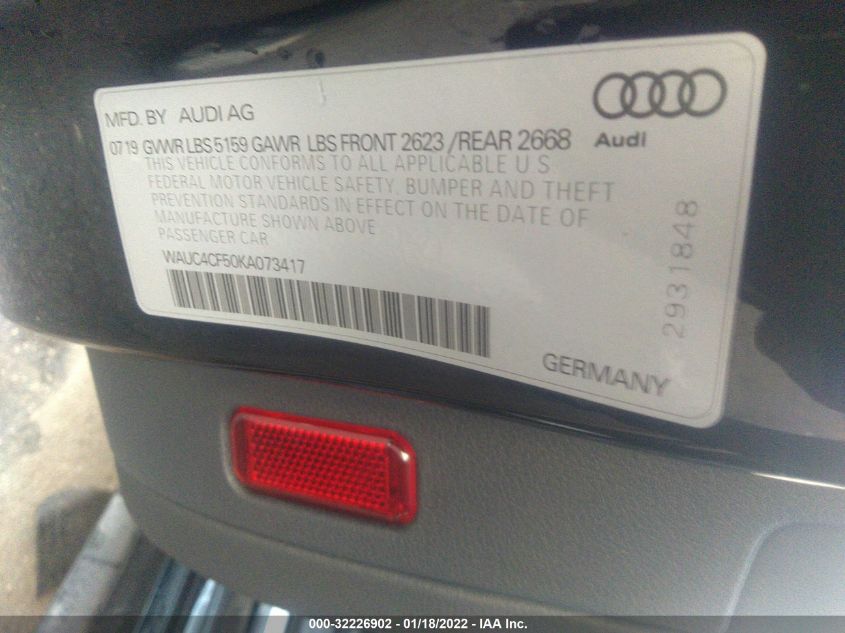 MFD. BY AUDI AG
Audi
0719 GVWR LBS 5159 GAWR LBS FRONT 2623 / REAR 2668
THIS VEHICLE CONFORMS TO ALL APPLICABLE U S
FEDERAL MOTOR VEHICLE SAFETY, BUMPER AND THEFT
PREVENTION STANDARDS IN EFFECT ON THE DATE OF
MANUFACTURE SHOWN ABOVE
PASSENGER CAR
WAUC4CF50KA073417
2931848
GERMANY
000-32226902 - 01/18/2022 - IAA Inc.